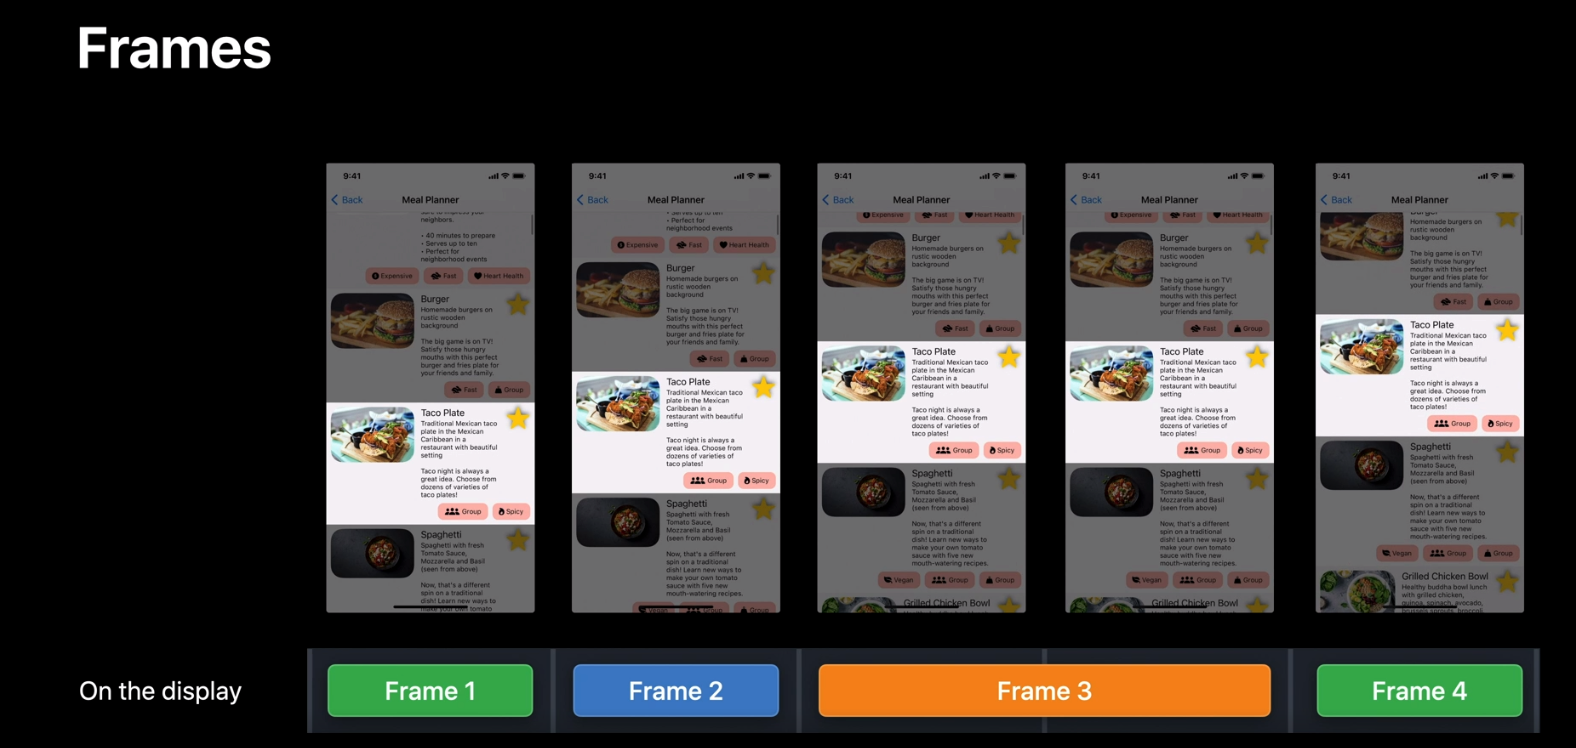 Frames
9:41
Back Meal Planner
sure to impress your
neighbors.
• 40 minutes to prepare
• Serves up to ten
• Perfect for
neighborhood events
Expensive Fast Heart Health
Burger
Homemade burgers on
rustic wooden
background
The big game is on TV!
Satisfy those hungry
mouths with this perfect
burger and fries plate for
your friends and family.
Fast Group
Taco Plate
Traditional Mexican taco
plate in the Mexican
Caribbean in a
restaurant with beautiful
setting
Taco night is always a
great idea. Choose from
dozens of varieties of
taco plates!
Group Spicy
Spaghetti
Spaghetti with fresh
Tomato Sauce,
Mozzarella and Basil
(seen from above)
Now, that's a different
spin on a traditional
dish! Learn new ways to
make your own tomato
9:41
Back Meal Planner
• Serves up to ten
• Perfect for
neighborhood events
Expensive Fast Heart Health
Burger
Homemade burgers on
rustic wooden
background
The big game is on TV!
Satisfy those hungry
mouths with this perfect
burger and fries plate for
your friends and family.
Fast Group
Taco Plate
Traditional Mexican taco
plate in the Mexican
Caribbean in a
restaurant with beautiful
setting
Taco night is always a
great idea. Choose from
dozens of varieties of
taco plates!
Group Spicy
Spaghetti
Spaghetti with fresh
Tomato Sauce,
Mozzarella and Basil
(seen from above)
Now, that's a different
spin on a traditional
dish! Learn new ways to
make your own tomato
sauce with five new
mouth-watering recipes.
Vegan Group Group
9:41
Back Meal Planner
Expensive Fast Heart Health
Burger
Homemade burgers on
rustic wooden
background
The big game is on TV!
Satisfy those hungry
mouths with this perfect
burger and fries plate for
your friends and family.
Fast Group
Taco Plate
Traditional Mexican taco
plate in the Mexican
Caribbean in a
restaurant with beautiful
setting
Taco night is always a
great idea. Choose from
dozens of varieties of
taco plates!
Group Spicy
Spaghetti
Spaghetti with fresh
Tomato Sauce,
Mozzarella and Basil
(seen from above)
Now, that's a different
spin on a traditional
dish! Learn new ways to
make your own tomato
sauce with five new
mouth-watering recipes.
Vegan Group Group
Grilled Chicken Bowl
9:41
Back Meal Planner
Expensive Fast Heart Health
Burger
Homemade burgers on
rustic wooden
background
The big game is on TV!
Satisfy those hungry
mouths with this perfect
burger and fries plate for
your friends and family.
Fast Group
Taco Plate
Traditional Mexican taco
plate in the Mexican
Caribbean in a
restaurant with beautiful
setting
Taco night is always a
great idea. Choose from
dozens of varieties of
taco plates!
Group Spicy
Spaghetti
Spaghetti with fresh
Tomato Sauce,
Mozzarella and Basil
(seen from above)
Now, that's a different
spin on a traditional
dish! Learn new ways to
make your own tomato
sauce with five new
mouth-watering recipes.
Vegan Group Group
Grilled Chicken Bowl
9:41
Back Meal Planner
Burger
Homemade burgers on
rustic wooden
background
The big game is on TV!
Satisfy those hungry
mouths with this perfect
burger and fries plate for
your friends and family.
Fast Group
Taco Plate
Traditional Mexican taco
plate in the Mexican
Caribbean in a
restaurant with beautiful
setting
Taco night is always a
great idea. Choose from
dozens of varieties of
taco plates!
Group Spicy
Spaghetti
Spaghetti with fresh
Tomato Sauce,
Mozzarella and Basil
(seen from above)
Now, that's a different
spin on a traditional
dish! Learn new ways to
make your own tomato
sauce with five new
mouth-watering recipes.
Vegan Group Group
Grilled Chicken Bowl
Healthy buddha bowl lunch
with grilled chicken,
quinoa, spinach, avocado,
brussels sprouts, broccoli,
On the display Frame 1 Frame 2 Frame 3 Frame 4